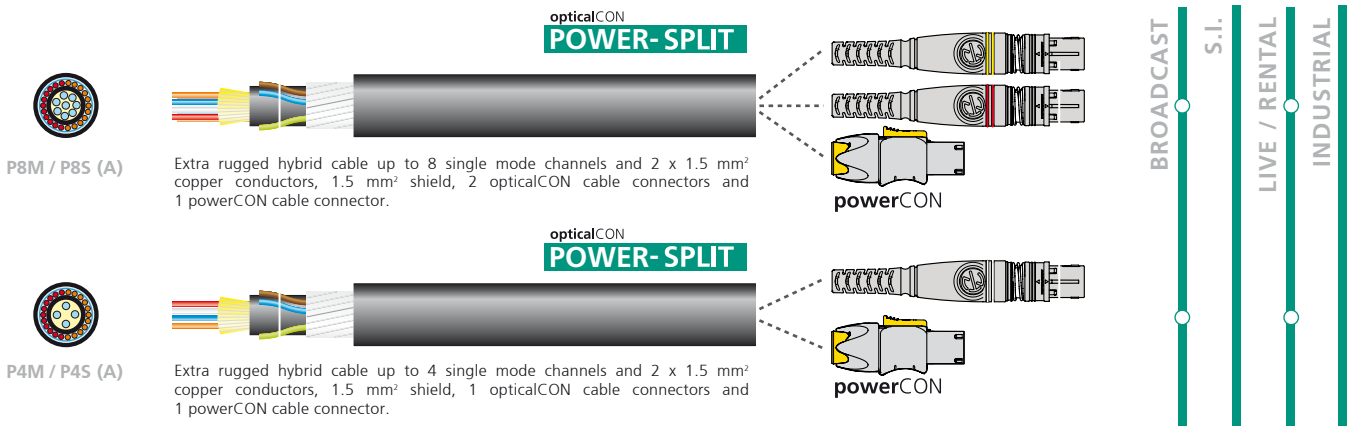 opticalCON
POWER-SPLIT
P8M / P8S (A)
Extra rugged hybrid cable up to 8 single mode channels and 2 x 1.5 mm²
copper conductors, 1.5 mm² shield, 2 opticalCON cable connectors and
1 powerCON cable connector.
powerCON
opticalCON
POWER-SPLIT
P4M / P4S (A)
Extra rugged hybrid cable up to 4 single mode channels and 2 x 1.5 mm²
copper conductors, 1.5 mm² shield, 1 opticalCON cable connectors and
1 powerCON cable connector.
powerCON
BROADCAST
S.I.
LIVE / RENTAL
INDUSTRIAL